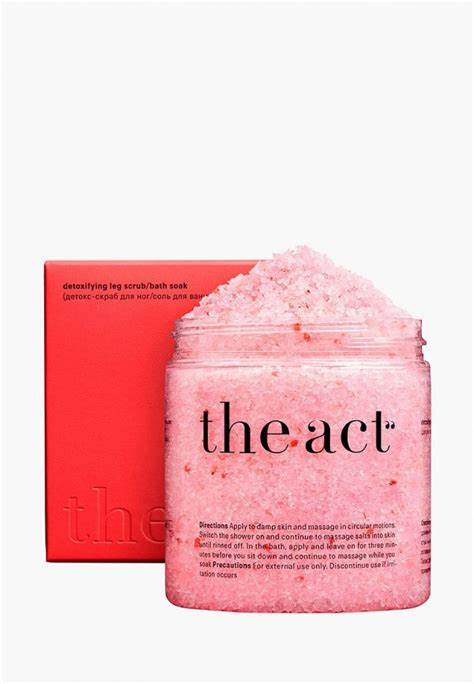 detoxifying leg scrub/bath soak
(детокс-скраб для ног/соль для ван
the
the act”
Directions Apply to damp skin and massage in circular motions.
Switch the shower on and continue to massage salts into skin
until rinsed off. In the bath, apply and leave on for three min-
utes before you sit down and continue to massage while you
soak Precautions For external use only. Discontinue use if irri-
tation occurs